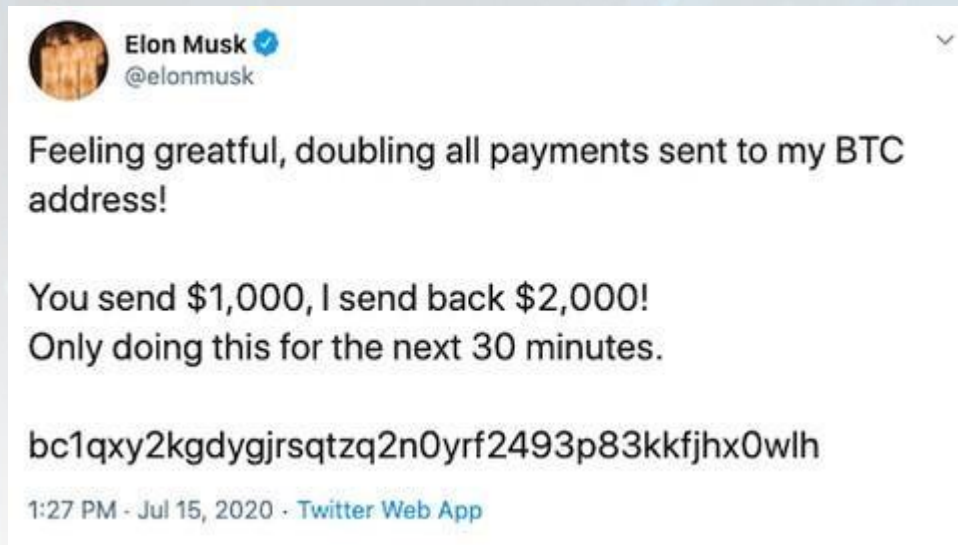 Elon Musk
@elonmusk
Feeling greatful, doubling all payments sent to my BTC
address!
You send $1,000, I send back $2,000!
Only doing this for the next 30 minutes.
bc1qxy2kgdygjrsqtzq2n0yrf2493p83kkfjhx0wlh
1:27 PM · Jul 15, 2020 · Twitter Web App